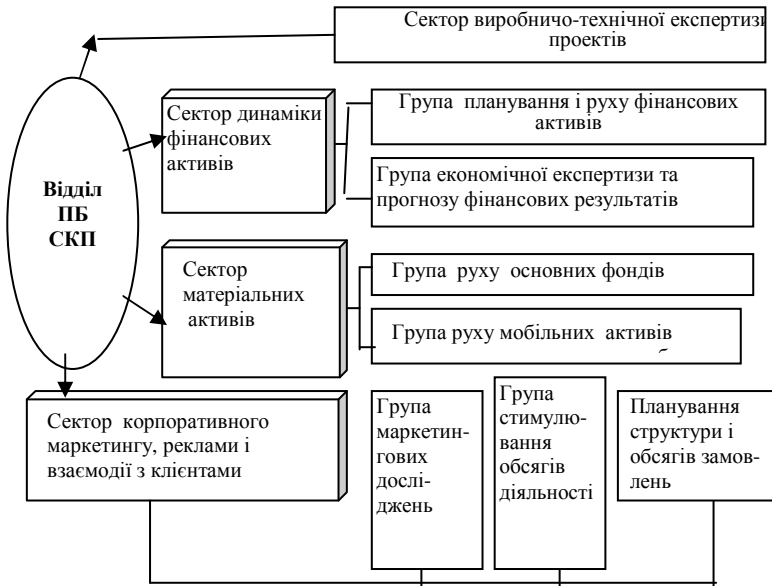 Сектор виробничо-технічної експертизи
проектів
Відділ
ПБ
СКП
Сектор динаміки
фінансових
активів
Група планування і руху фінансових
активів
Група економічної експертизи та
прогнозу фінансових результатів
Сектор
матеріальних
активів
Група руху основних фондів
Група руху мобільних активів
Сектор корпоративного
маркетингу, реклами і
взаємодії з клієнтами
Група
маркетин-
гових
дослі-
джень
Група
стимулю-
вання
обсягів
діяльності
Планування
структури і
обсягів замов-
лень